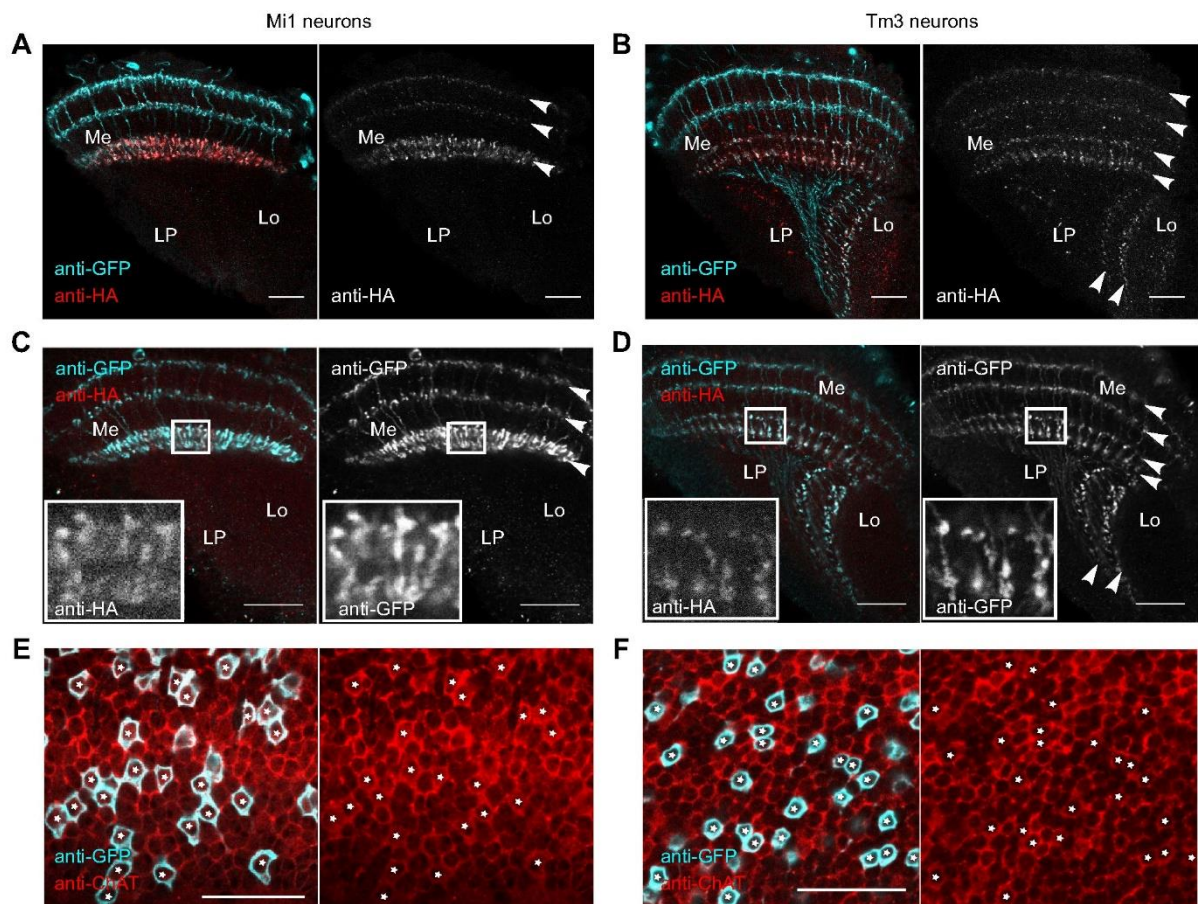 Mi1 neurons
Tm3 neurons
A
Me
LP
Lo
anti-GFP
anti-HA
anti-HA
B
Me
LP
Lo
anti-GFP
anti-HA
Me
LP
Lo
anti-HA
C
anti-GFP
anti-HA
Me
LP
Lo
anti-HA
anti-GFP
Me
LP
Lo
anti-GFP
D
anti-GFP
anti-HA
Me
LP
Lo
anti-HA
anti-GFP
Me
LP
Lo
anti-GFP
E
anti-GFP
anti-ChAT
F
anti-GFP
anti-ChAT